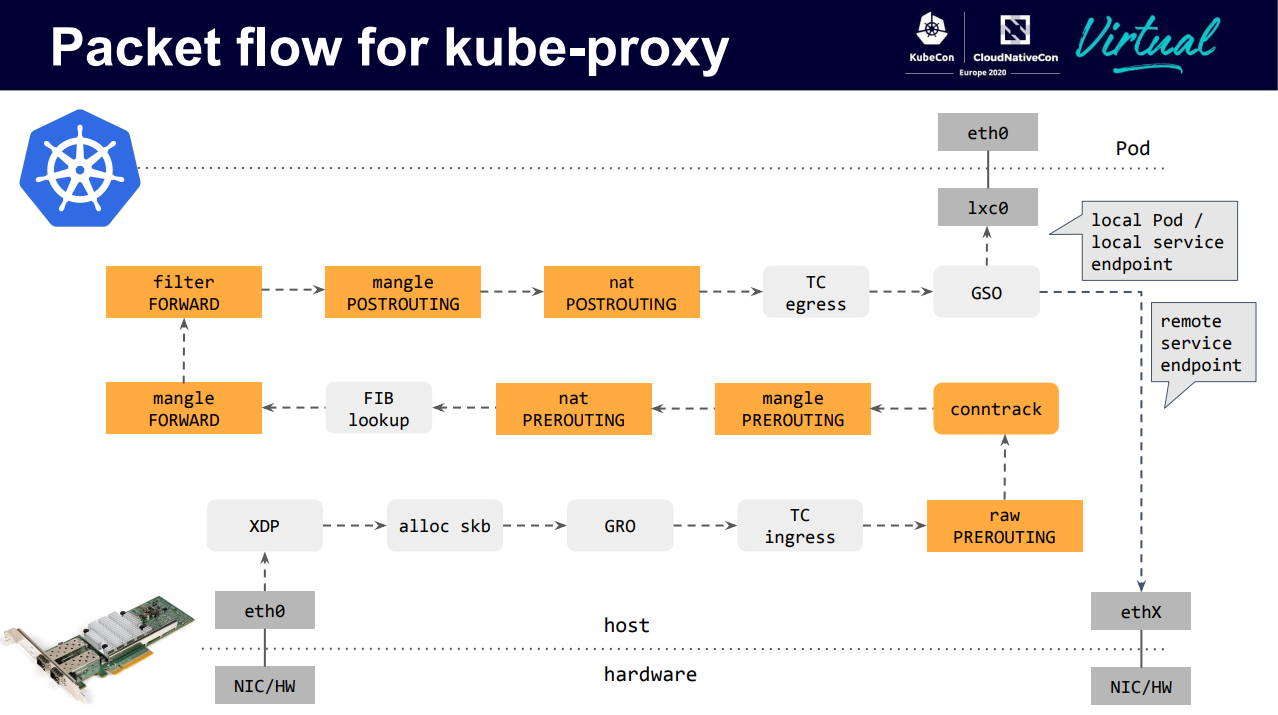 Packet flow for kube-proxy
KubeCon
CloudNativeCon
Europe 2020
Virtual
eth0
Pod
lxc0
local Pod /
local service
endpoint
filter
FORWARD
mangle
POSTROUTING
nat
POSTROUTING
TC
egress
GSO
remote
service
endpoint
mangle
FORWARD
FIB
lookup
nat
PREROUTING
mangle
PREROUTING
conntrack
XDP
alloc skb
GRO
TC
ingress
raw
PREROUTING
eth0
host
ethX
hardware
NIC/HW
NIC/HW